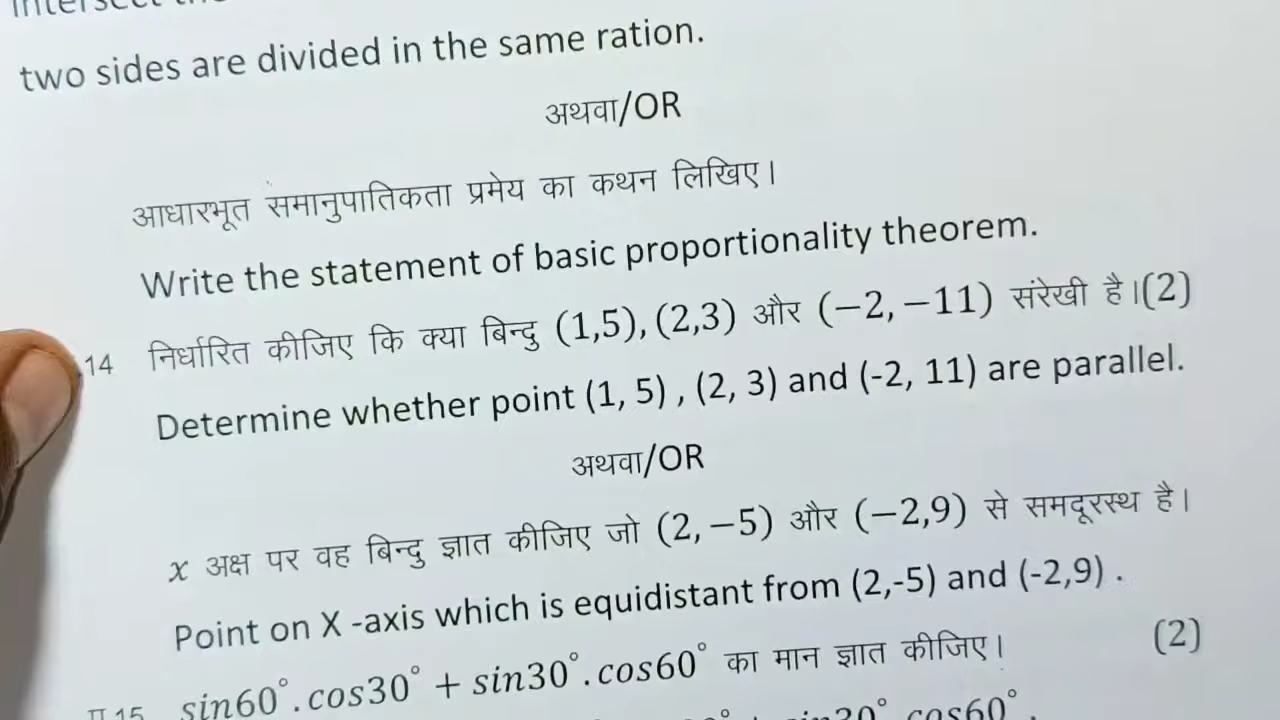 two sides are divided in the same ration.
अथवा/OR
आधारभूत समानुपातिकता प्रमेय का कथन लिखिए।
Write the statement of basic proportionality theorem.
14 निर्धारित कीजिए कि क्या बिन्दु (1,5), (2,3) और (−2, −11) संरेखी है।(2)
Determine whether point (1, 5) , (2, 3) and (-2, 11) are parallel.
अथवा/OR
x अक्ष पर वह बिन्दु ज्ञात कीजिए जो (2, −5) और (−2,9) से समदूरस्थ है।
Point on X -axis which is equidistant from (2,-5) and (-2,9) .
15 sin60°.cos30° + sin30°.cos60° का मान ज्ञात कीजिए। (2)
cos60°.